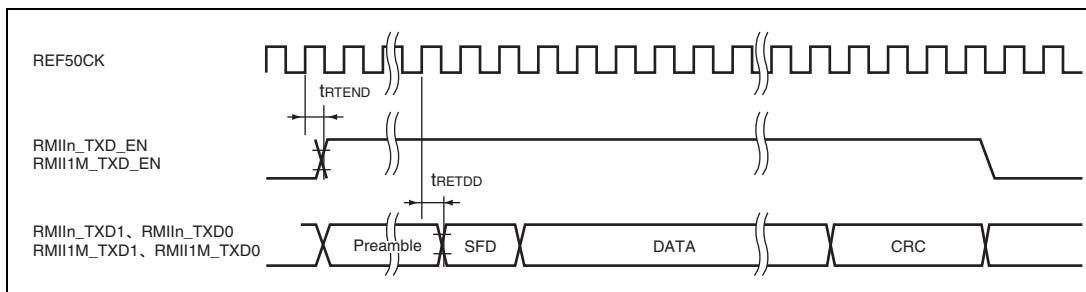 REF50CK
tRTEND
RMIIn_TXD_EN
RMII1M_TXD_EN
tRETDD
RMIIn_TXD1、RMIIn_TXD0
RMII1M_TXD1、RMII1M_TXD0
Preamble
SFD
DATA
CRC